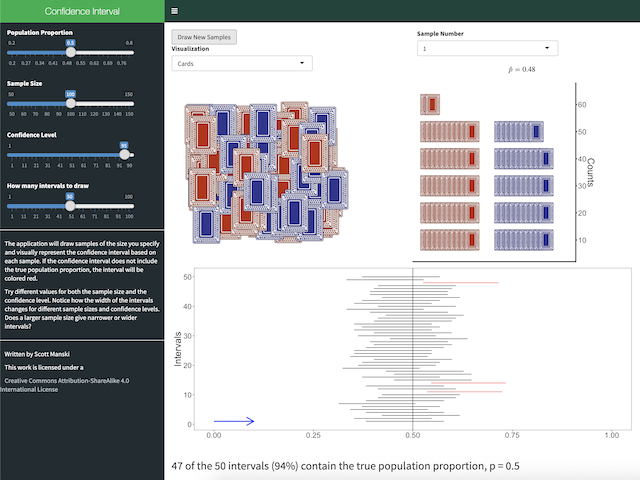 Confidence Interval
Population Proportion
0.2 0.5 0.8
0.2 0.27 0.34 0.41 0.48 0.55 0.62 0.69 0.76
Sample Size
50 100 150
50 60 70 80 90 100 110 120 130 140 150
Confidence Level
1 95 99
1 11 21 31 41 51 61 71 81 91 99
How many intervals to draw
1 50 100
1 11 21 31 41 51 61 71 81 91 100
The application will draw samples of the size you specify
and visually represent the confidence interval based on
each sample. If the confidence interval does not include
the true population proportion, the interval will be
colored red.
Try different values for both the sample size and the
confidence level. Notice how the width of the intervals
changes for different sample sizes and confidence levels.
Does a larger sample size give narrower or wider
intervals?
Written by Scott Manski
This work is licensed under a
Creative Commons Attribution-ShareAlike 4.0
International License
Draw New Samples
Visualization
Cards
Sample Number
1
p̂ = 0.48
60
50
40
30
20
10
Counts
Intervals
50
40
30
20
10
0
0.00 0.25 0.50 0.75 1.00
47 of the 50 intervals (94%) contain the true population proportion, p = 0.5